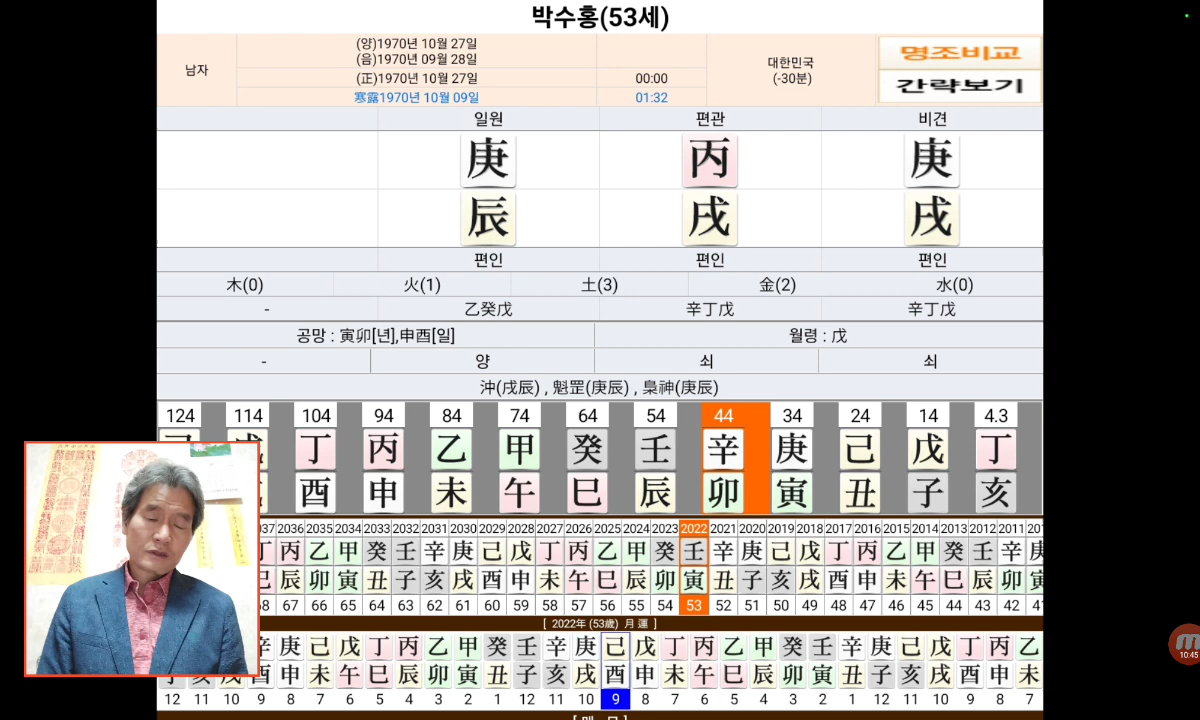 박수홍(53세)
남자
(양)1970년 10월 27일
(음)1970년 09월 28일
(正)1970년 10월 27일 00:00
寒露1970년 10월 09일 01:32
대한민국
(-30분)
명조비교
간략보기
일원 편관 비견
庚 丙 庚
辰 戌 戌
편인 편인 편인
木(0) 火(1) 土(3) 金(2) 水(0)
- 乙癸戊 辛丁戊 辛丁戊
공망 : 寅卯[년],申酉[일] 월령 : 戊
- 양 쇠 쇠
沖(戌辰) , 魁罡(庚辰) , 梟神(庚辰)
124 114 104 94 84 74 64 54 44 34 24 14 4.3
丁 丙 乙 甲 癸 壬 辛 庚 己 戊 丁
酉 申 未 午 巳 辰 卯 寅 丑 子 亥
2036 2035 2034 2033 2032 2031 2030 2029 2028 2027 2026 2025 2024 2023 2022 2021 2020 2019 2018 2017 2016 2015 2014 2013 2012 2011
丙 乙 甲 癸 壬 辛 庚 己 戊 丁 丙 乙 甲 癸 壬 辛 庚 己 戊 丁 丙 乙 甲 癸 壬 辛 庚
辰 卯 寅 丑 子 亥 戌 酉 申 未 午 巳 辰 卯 寅 丑 子 亥 戌 酉 申 未 午 巳 辰 卯 寅
67 66 65 64 63 62 61 60 59 58 57 56 55 54 53 52 51 50 49 48 47 46 45 44 43 42
[ 2022年 (53歲) 月 運 ]
辛 庚 己 戊 丁 丙 乙 甲 癸 壬 辛 庚 己 戊 丁 丙 乙 甲 癸 壬 辛 庚 己 戊 丁 丙 乙
酉 申 未 午 巳 辰 卯 寅 丑 子 亥 戌 酉 申 未 午 巳 辰 卯 寅 丑 子 亥 戌 酉 申 未
12 11 10 9 8 7 6 5 4 3 2 1 12 11 10 9 8 7 6 5 4 3 2 1 12 11 10 9 8 7
10:45